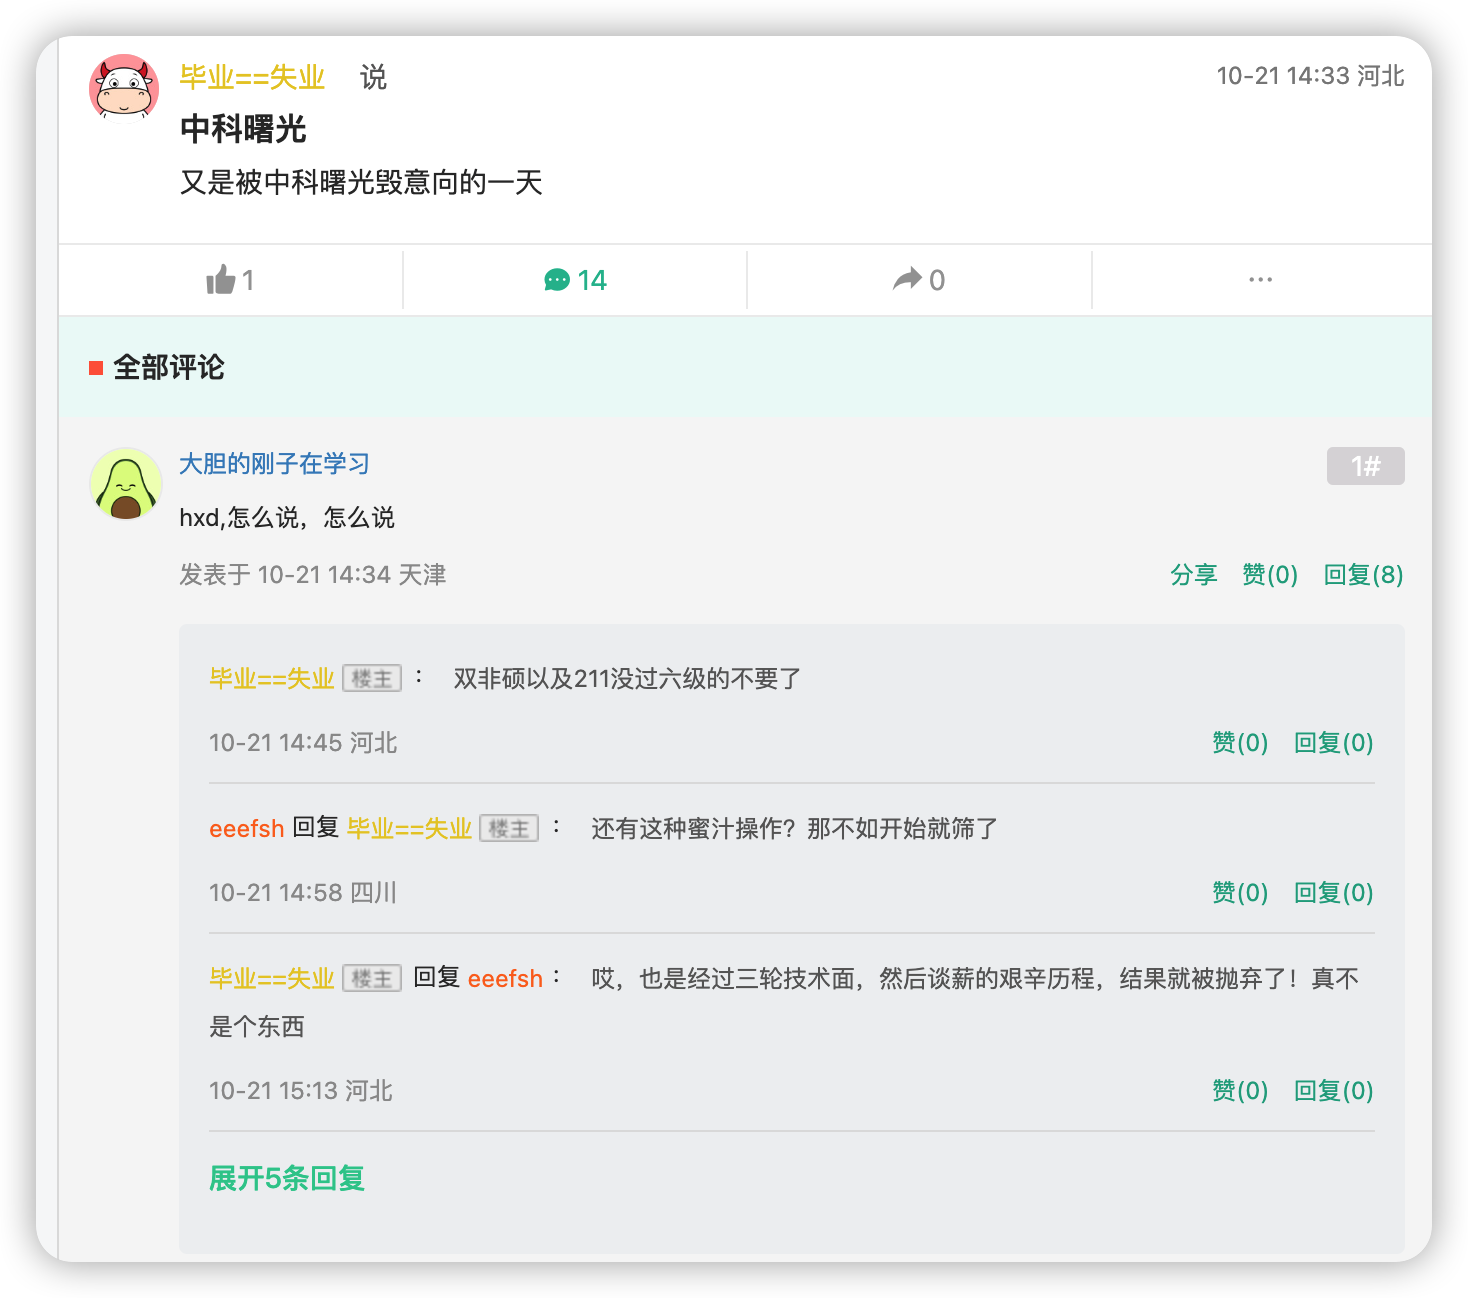 毕业==失业 说 10-21 14:33 河北
中科曙光
又是被中科曙光毁意向的一天
1 14 0 ···
全部评论
大胆的刚子在学习 1#
hxd,怎么说，怎么说
发表于 10-21 14:34 天津 分享 赞(0) 回复(8)
毕业==失业 楼主 ： 双非硕以及211没过六级的不要了
10-21 14:45 河北 赞(0) 回复(0)
eeefsh 回复 毕业==失业 楼主 ： 还有这种蜜汁操作？那不如开始就筛了
10-21 14:58 四川 赞(0) 回复(0)
毕业==失业 楼主 回复 eeefsh ： 哎，也是经过三轮技术面，然后谈薪的艰辛历程，结果就被抛弃了！真不
是个东西
10-21 15:13 河北 赞(0) 回复(0)
展开5条回复